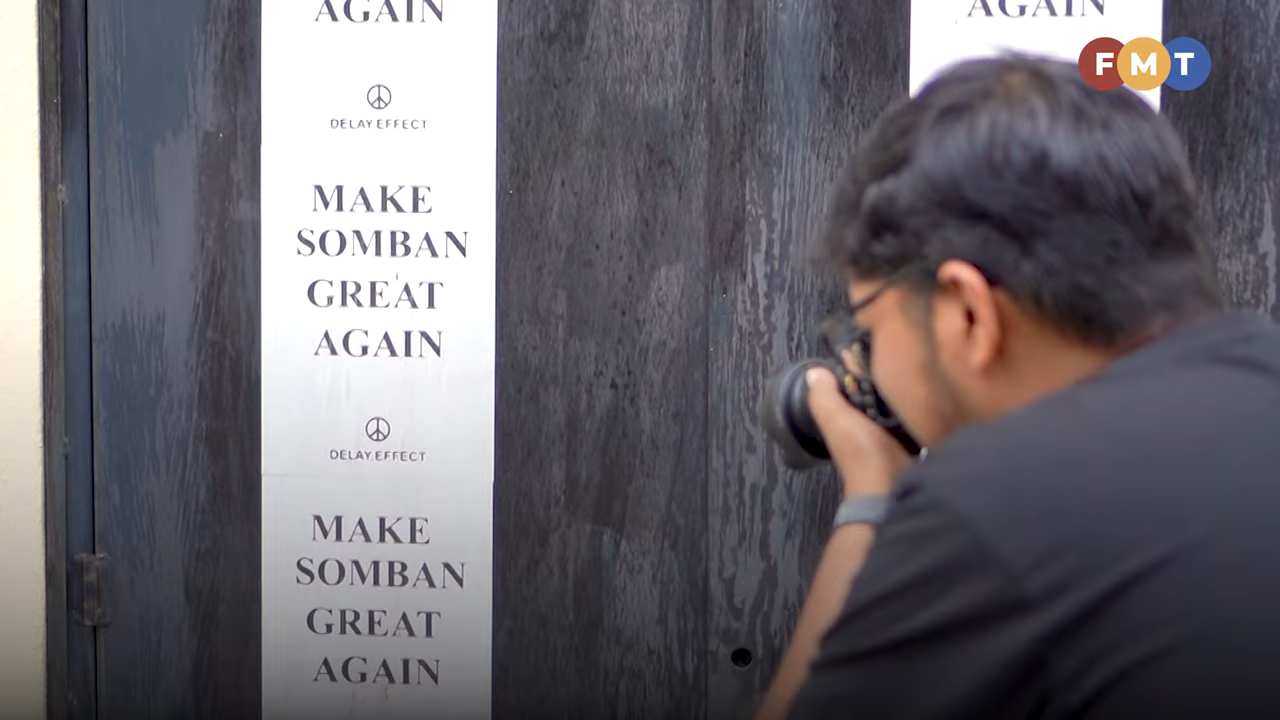 AGAIN
DELAY EFFECT
MAKE
SOMBAN
GREAT
AGAIN
DELAY EFFECT
MAKE
SOMBAN
GREAT
AGAIN
AGAIN
FMT